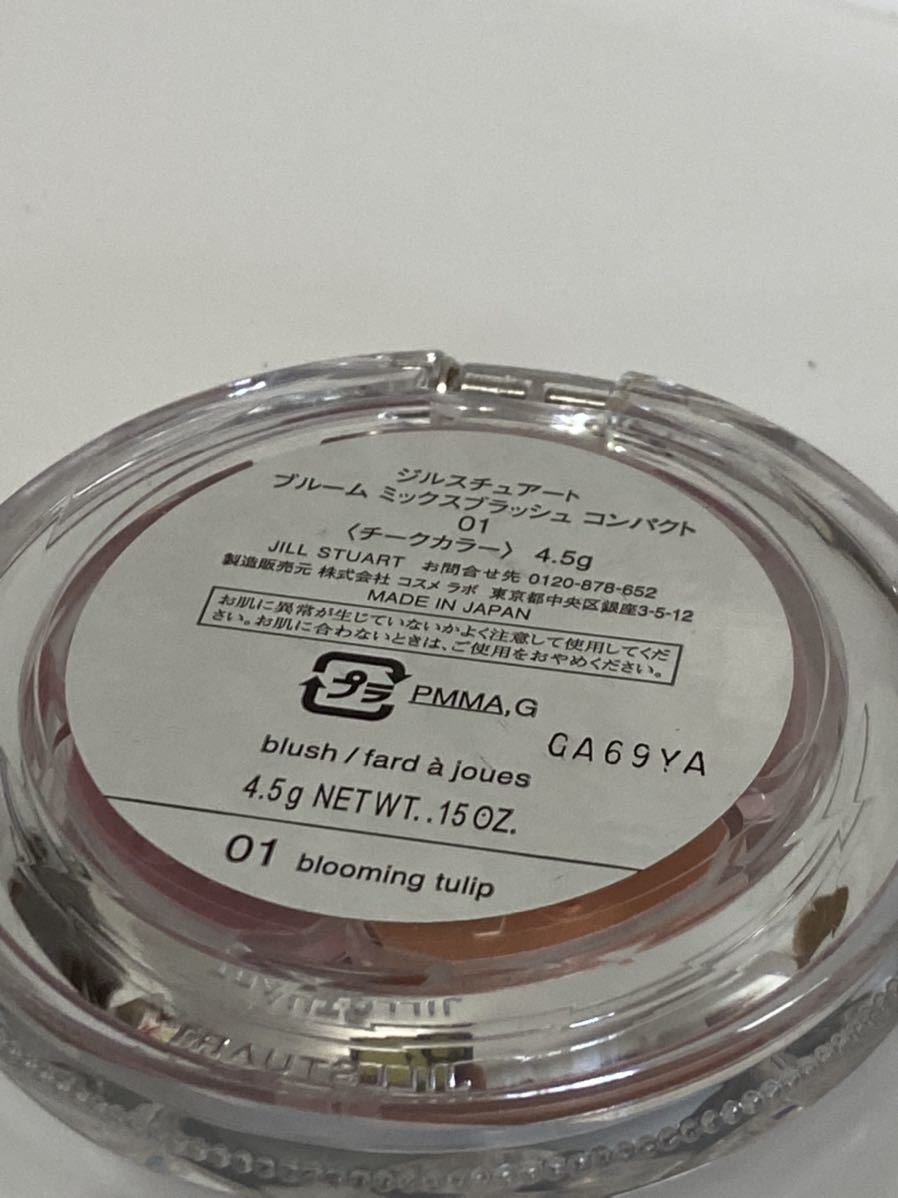 ジルスチュアート
ブルーム ミックスブラッシュ コンパクト
01
〈チークカラー〉 4.5g
JILL STUART お問合せ先 0120-878-652
製造販売元 株式会社 コスメ ラボ 東京都中央区銀座3-5-12
MADE IN JAPAN
お肌に異常が生じていないかよく注意して使用してくだ
さい。お肌に合わないときは、ご使用をおやめください。
プラ PMMA,G
GA69YA
blush / fard à joues
4.5g NETWT..15OZ.
01 blooming tulip
JILL STUART
JILL STUART